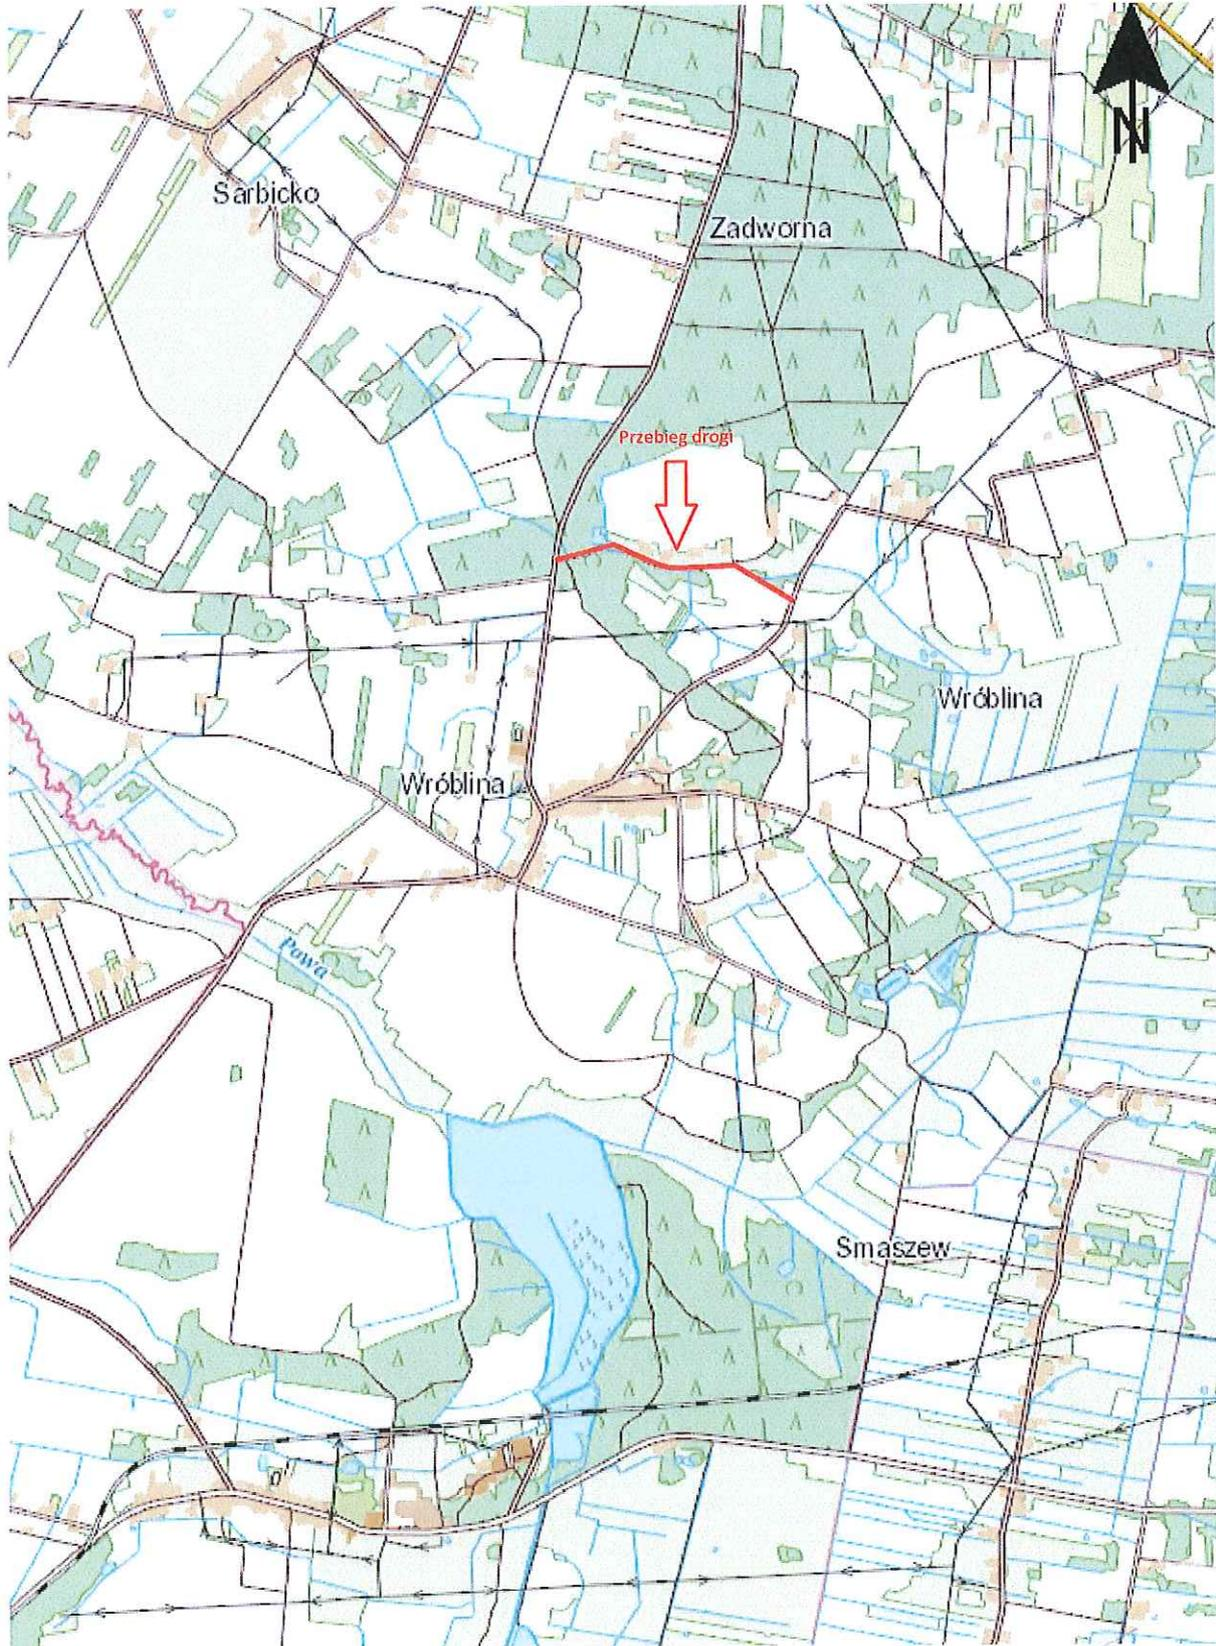 N
Sarbicko
Zadworna
Przebieg drogi
Wróblina
Wróblina
Powa
Smaszew